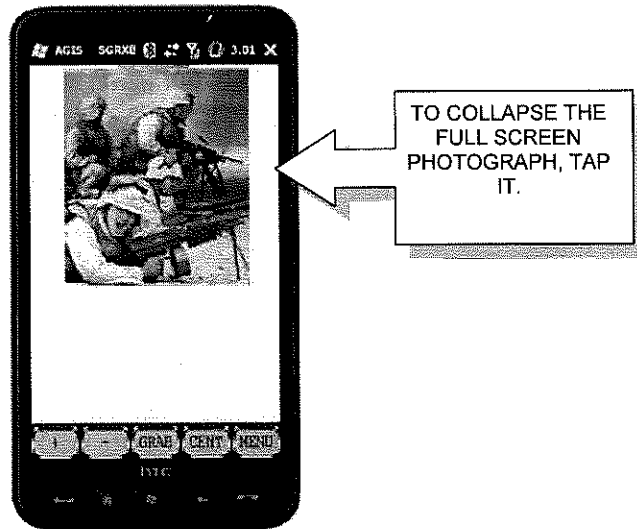 AGIS SGRXB 3.01 X
TO COLLAPSE THE
FULL SCREEN
PHOTOGRAPH, TAP
IT.
+ - GRAB CENT MENU
hTC